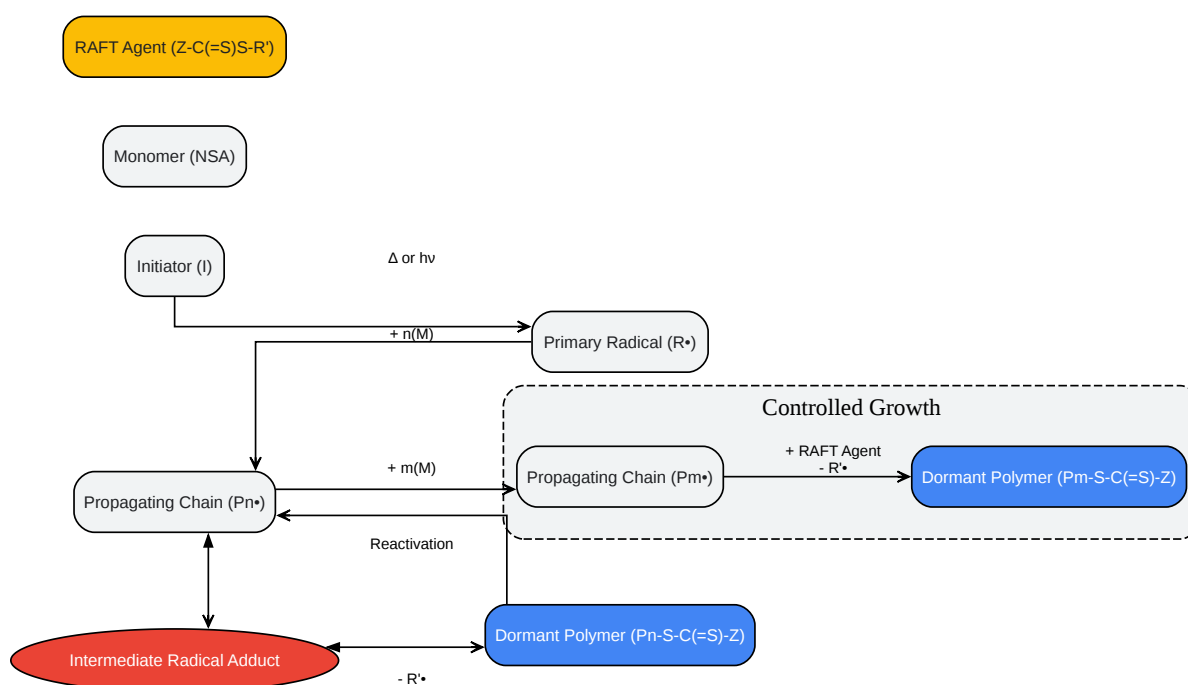 RAFT Agent (Z-C(=S)S-R')
Monomer (NSA)
Initiator (I)
Δ or hν
+ n(M)
Primary Radical (R•)
Controlled Growth
+ m(M)
Propagating Chain (Pm•)
+ RAFT Agent
- R'•
Dormant Polymer (Pm-S-C(=S)-Z)
Propagating Chain (Pn•)
Reactivation
Dormant Polymer (Pn-S-C(=S)-Z)
Intermediate Radical Adduct
- R'•